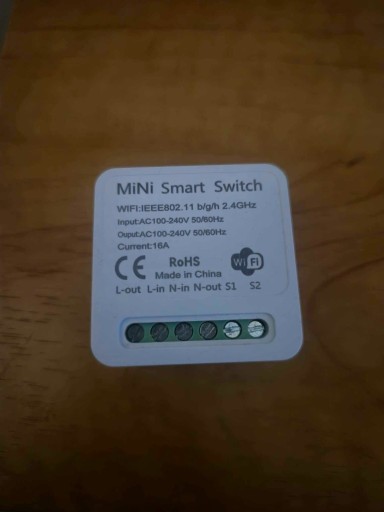 MiNi Smart Switch
WIFI:IEEE802.11 b/g/h 2.4GHz
Input:AC100-240V 50/60Hz
Ouput:AC100-240V 50/60Hz
Current:16A
CE RoHS WiFi
Made in China
L-out L-in N-in N-out S1 S2